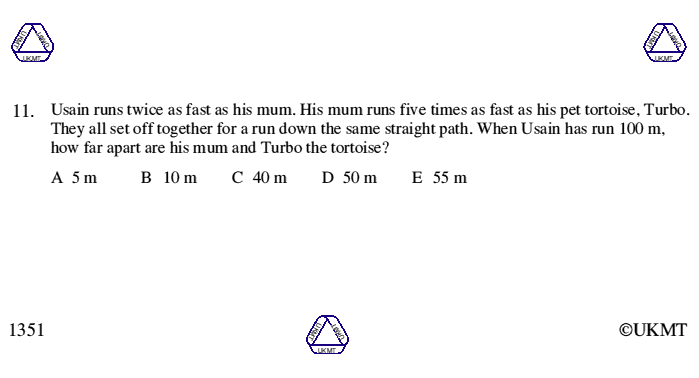 UKMT UKMT UKMT
UKMT UKMT UKMT
11. Usain runs twice as fast as his mum. His mum runs five times as fast as his pet tortoise, Turbo.
They all set off together for a run down the same straight path. When Usain has run 100 m,
how far apart are his mum and Turbo the tortoise?
A 5 m B 10 m C 40 m D 50 m E 55 m
1351
UKMT UKMT UKMT
©UKMT